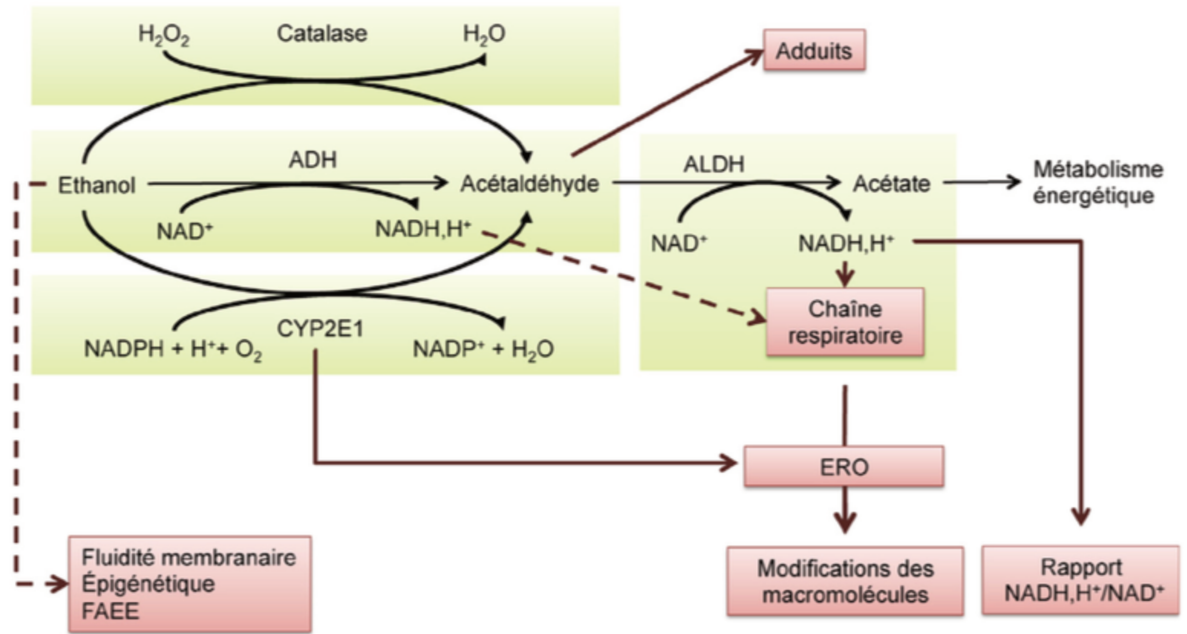 H₂O₂
Catalase
H₂O
Adduits
ADH
ALDH
Ethanol
Acétaldéhyde
Acétate
Métabolisme
énergétique
NAD⁺
NADH,H⁺
NAD⁺
NADH,H⁺
Chaîne
respiratoire
CYP2E1
NADPH + H⁺+ O₂
NADP⁺ + H₂O
ERO
Fluidité membranaire
Épigénétique
FAEE
Modifications des
macromolécules
Rapport
NADH,H⁺/NAD⁺